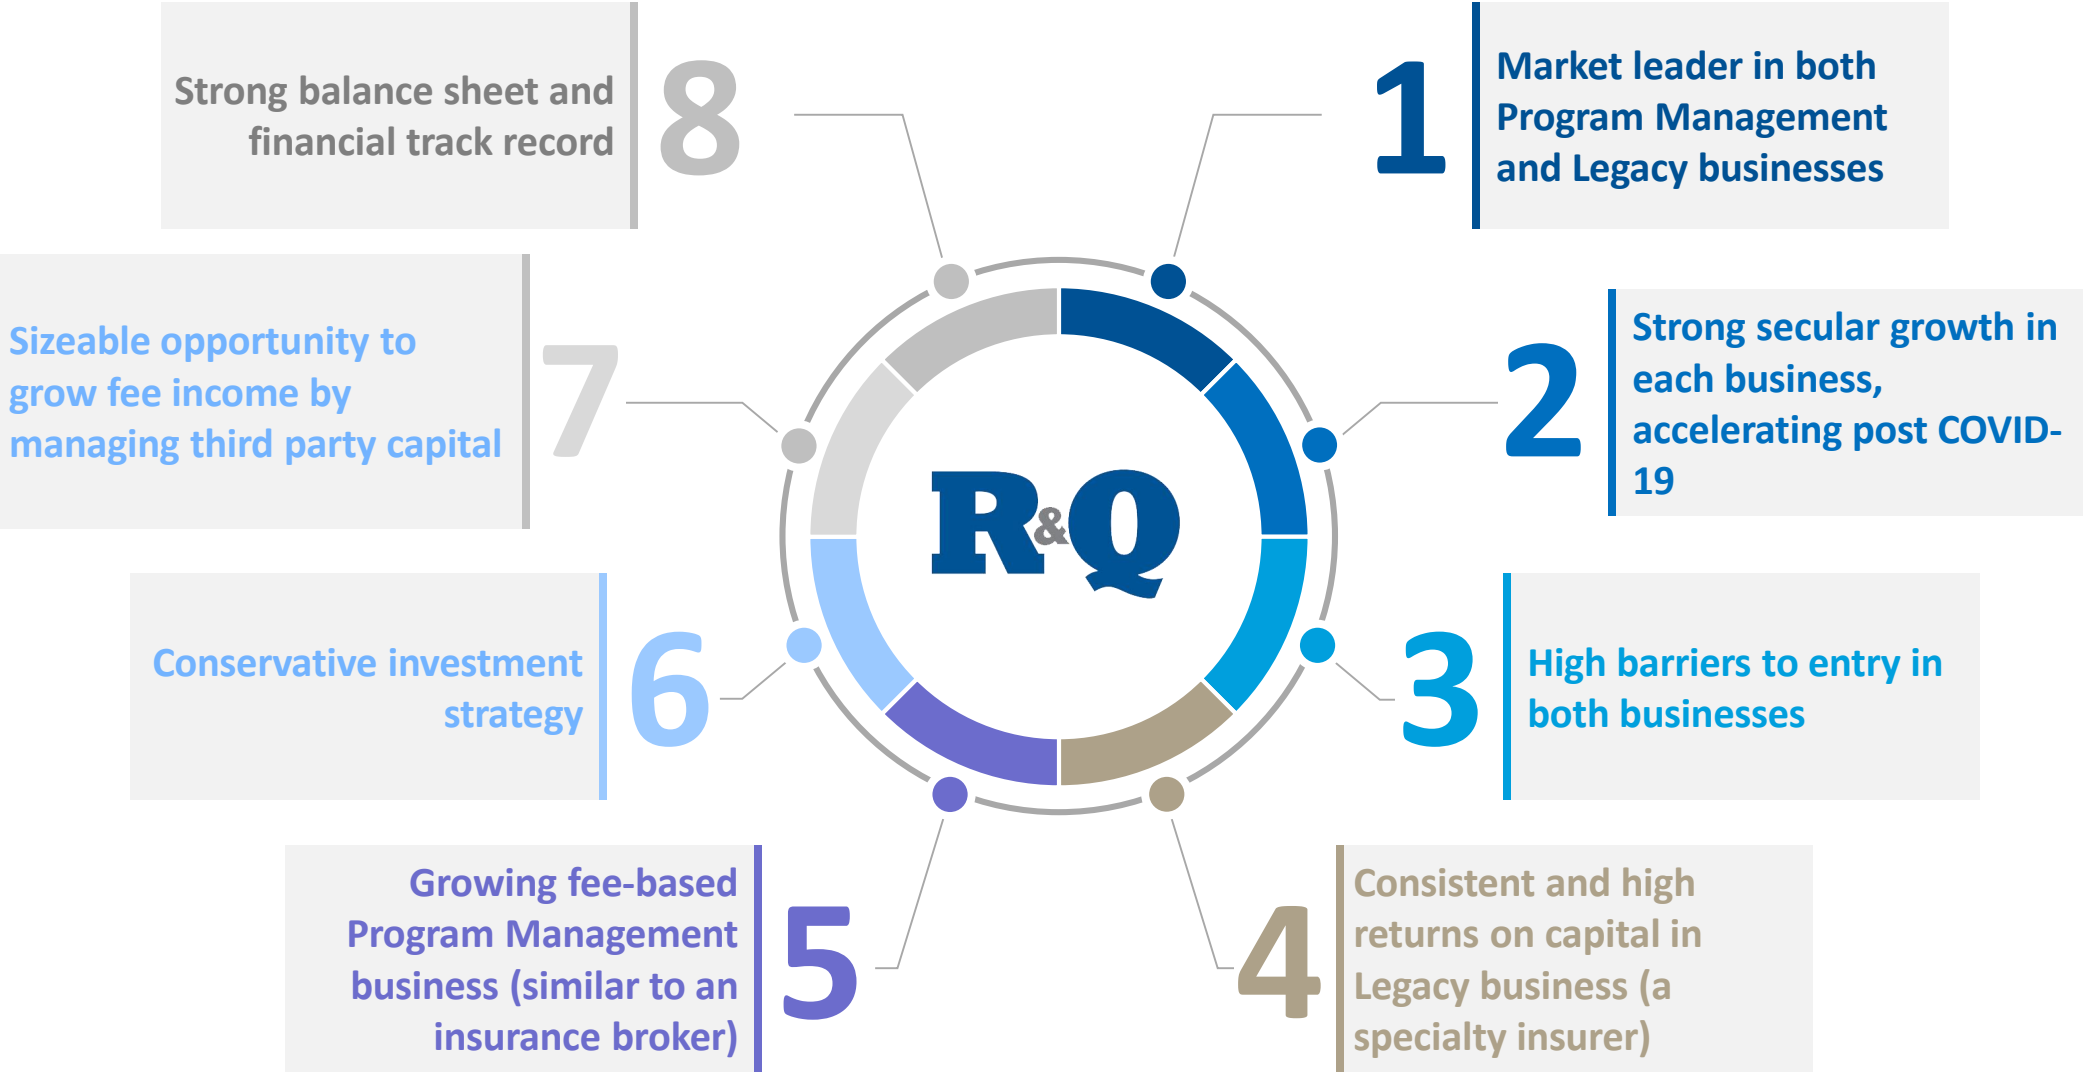 1
Market leader in both
Program Management
and Legacy businesses
2
Strong secular growth in
each business,
accelerating post COVID-
19
3
High barriers to entry in
both businesses
4
Consistent and high
returns on capital in
Legacy business (a
specialty insurer)
5
Growing fee-based
Program Management
business (similar to an
insurance broker)
6
Conservative investment
strategy
7
Sizeable opportunity to
grow fee income by
managing third party capital
8
Strong balance sheet and
financial track record
R&Q